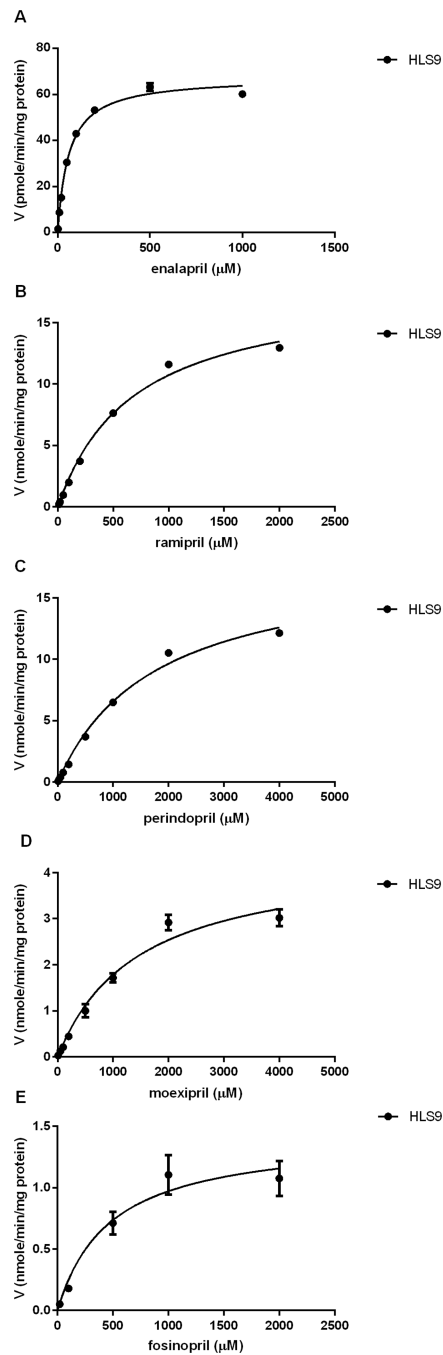 A
V (pmole/min/mg protein)
80
60
40
20
0
0 500 1000 1500
enalapril (μM)
HLS9
B
V (nmole/min/mg protein)
15
10
5
0
0 500 1000 1500 2000 2500
ramipril (μM)
HLS9
C
V (nmole/min/mg protein)
15
10
5
0
0 1000 2000 3000 4000 5000
perindopril (μM)
HLS9
D
V (nmole/min/mg protein)
4
3
2
1
0
0 1000 2000 3000 4000 5000
moexipril (μM)
HLS9
E
V (nmole/min/mg protein)
1.5
1.0
0.5
0.0
0 500 1000 1500 2000 2500
fosinopril (μM)
HLS9